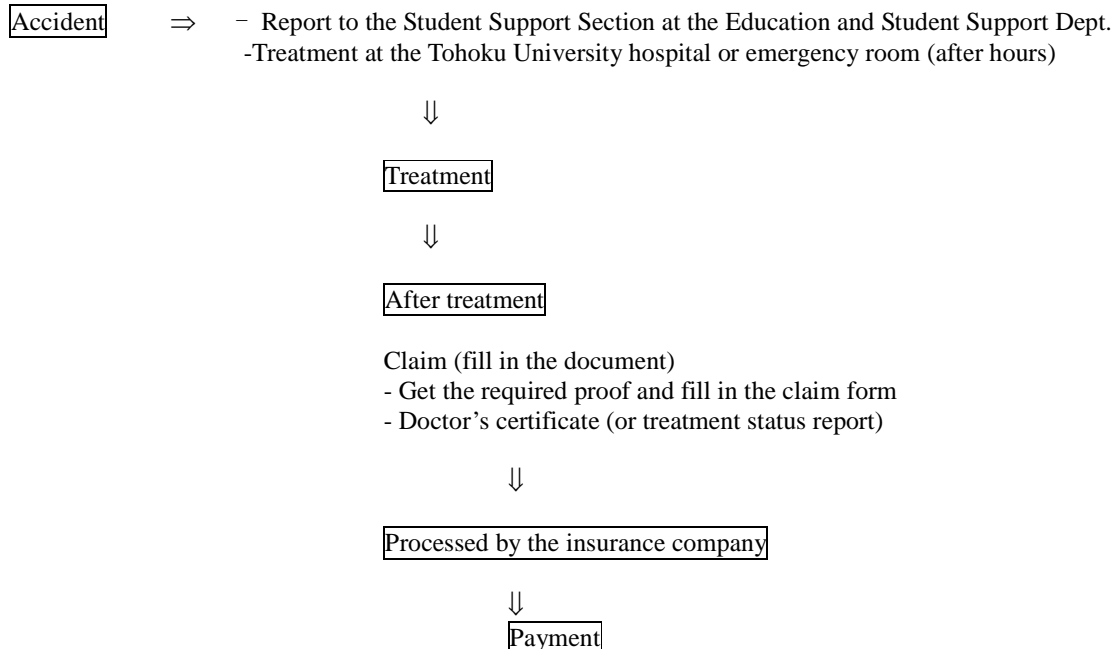 Accident ⇒ – Report to the Student Support Section at the Education and Student Support Dept.
-Treatment at the Tohoku University hospital or emergency room (after hours)
⇓
Treatment
⇓
After treatment
Claim (fill in the document)
- Get the required proof and fill in the claim form
- Doctor’s certificate (or treatment status report)
⇓
Processed by the insurance company
⇓
Payment